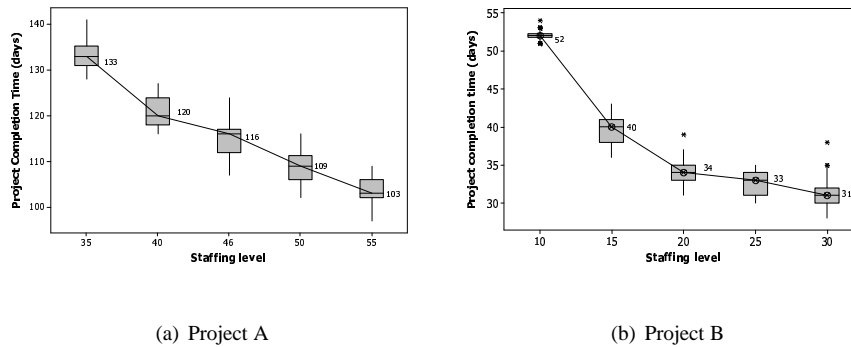 140
130
120
110
100
Project Completion Time (days)
133
120
116
109
103
35 40 46 50 55
Staffing level
(a) Project A
55
50
45
40
35
30
Project completion time (days)
52
40
34
33
31
10 15 20 25 30
Staffing level
(b) Project B